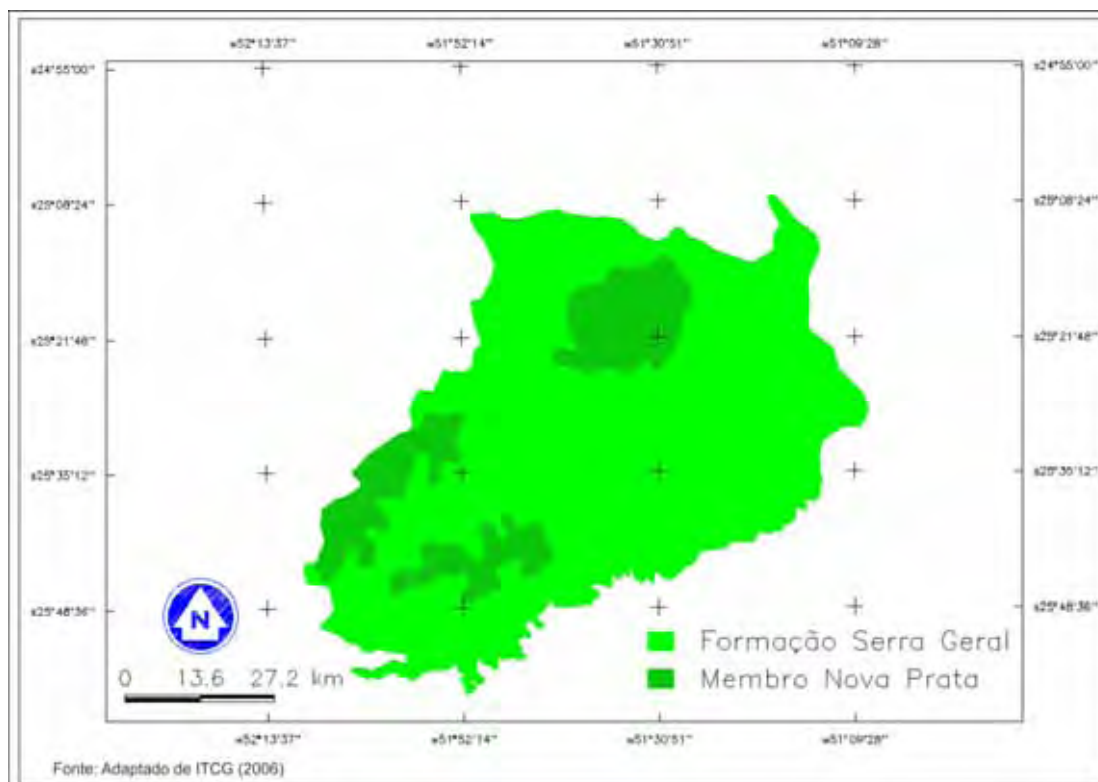 w52°13'37" w51°52'14" w51°30'51" w51°09'28"
s24°55'00" s24°55'00"
s25°08'24" s25°08'24"
s25°21'48" s25°21'48"
s25°35'12" s25°35'12"
s25°48'36" s25°48'36"
N
Formação Serra Geral
0 13.6 27.2 km
Membro Nova Prata
w52°13'37" w51°52'14" w51°30'51" w51°09'28"
Fonte: Adaptado de ITCG (2006)